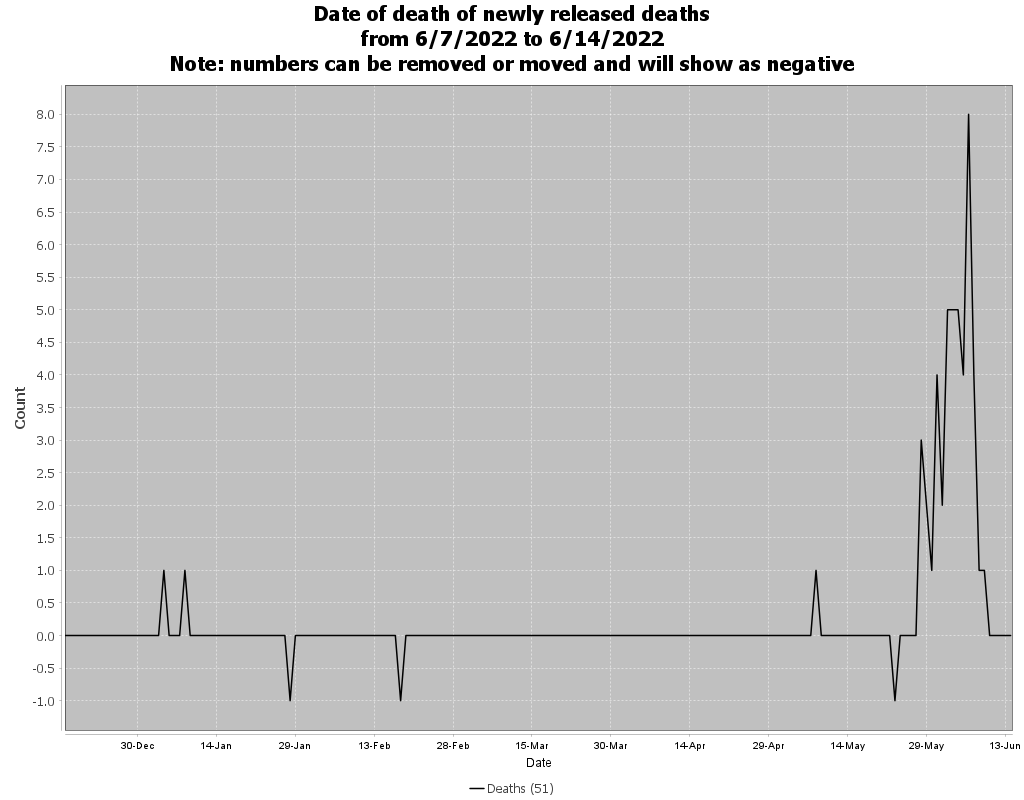 Date of death of newly released deaths
from 6/7/2022 to 6/14/2022
Note: numbers can be removed or moved and will show as negative
8.0
7.5
7.0
6.5
6.0
5.5
5.0
4.5
4.0
3.5
3.0
2.5
2.0
1.5
1.0
0.5
0.0
-0.5
-1.0
Count
30-Dec 14-Jan 29-Jan 13-Feb 28-Feb 15-Mar 30-Mar 14-Apr 29-Apr 14-May 29-May 13-Jun
Date
Deaths (51)